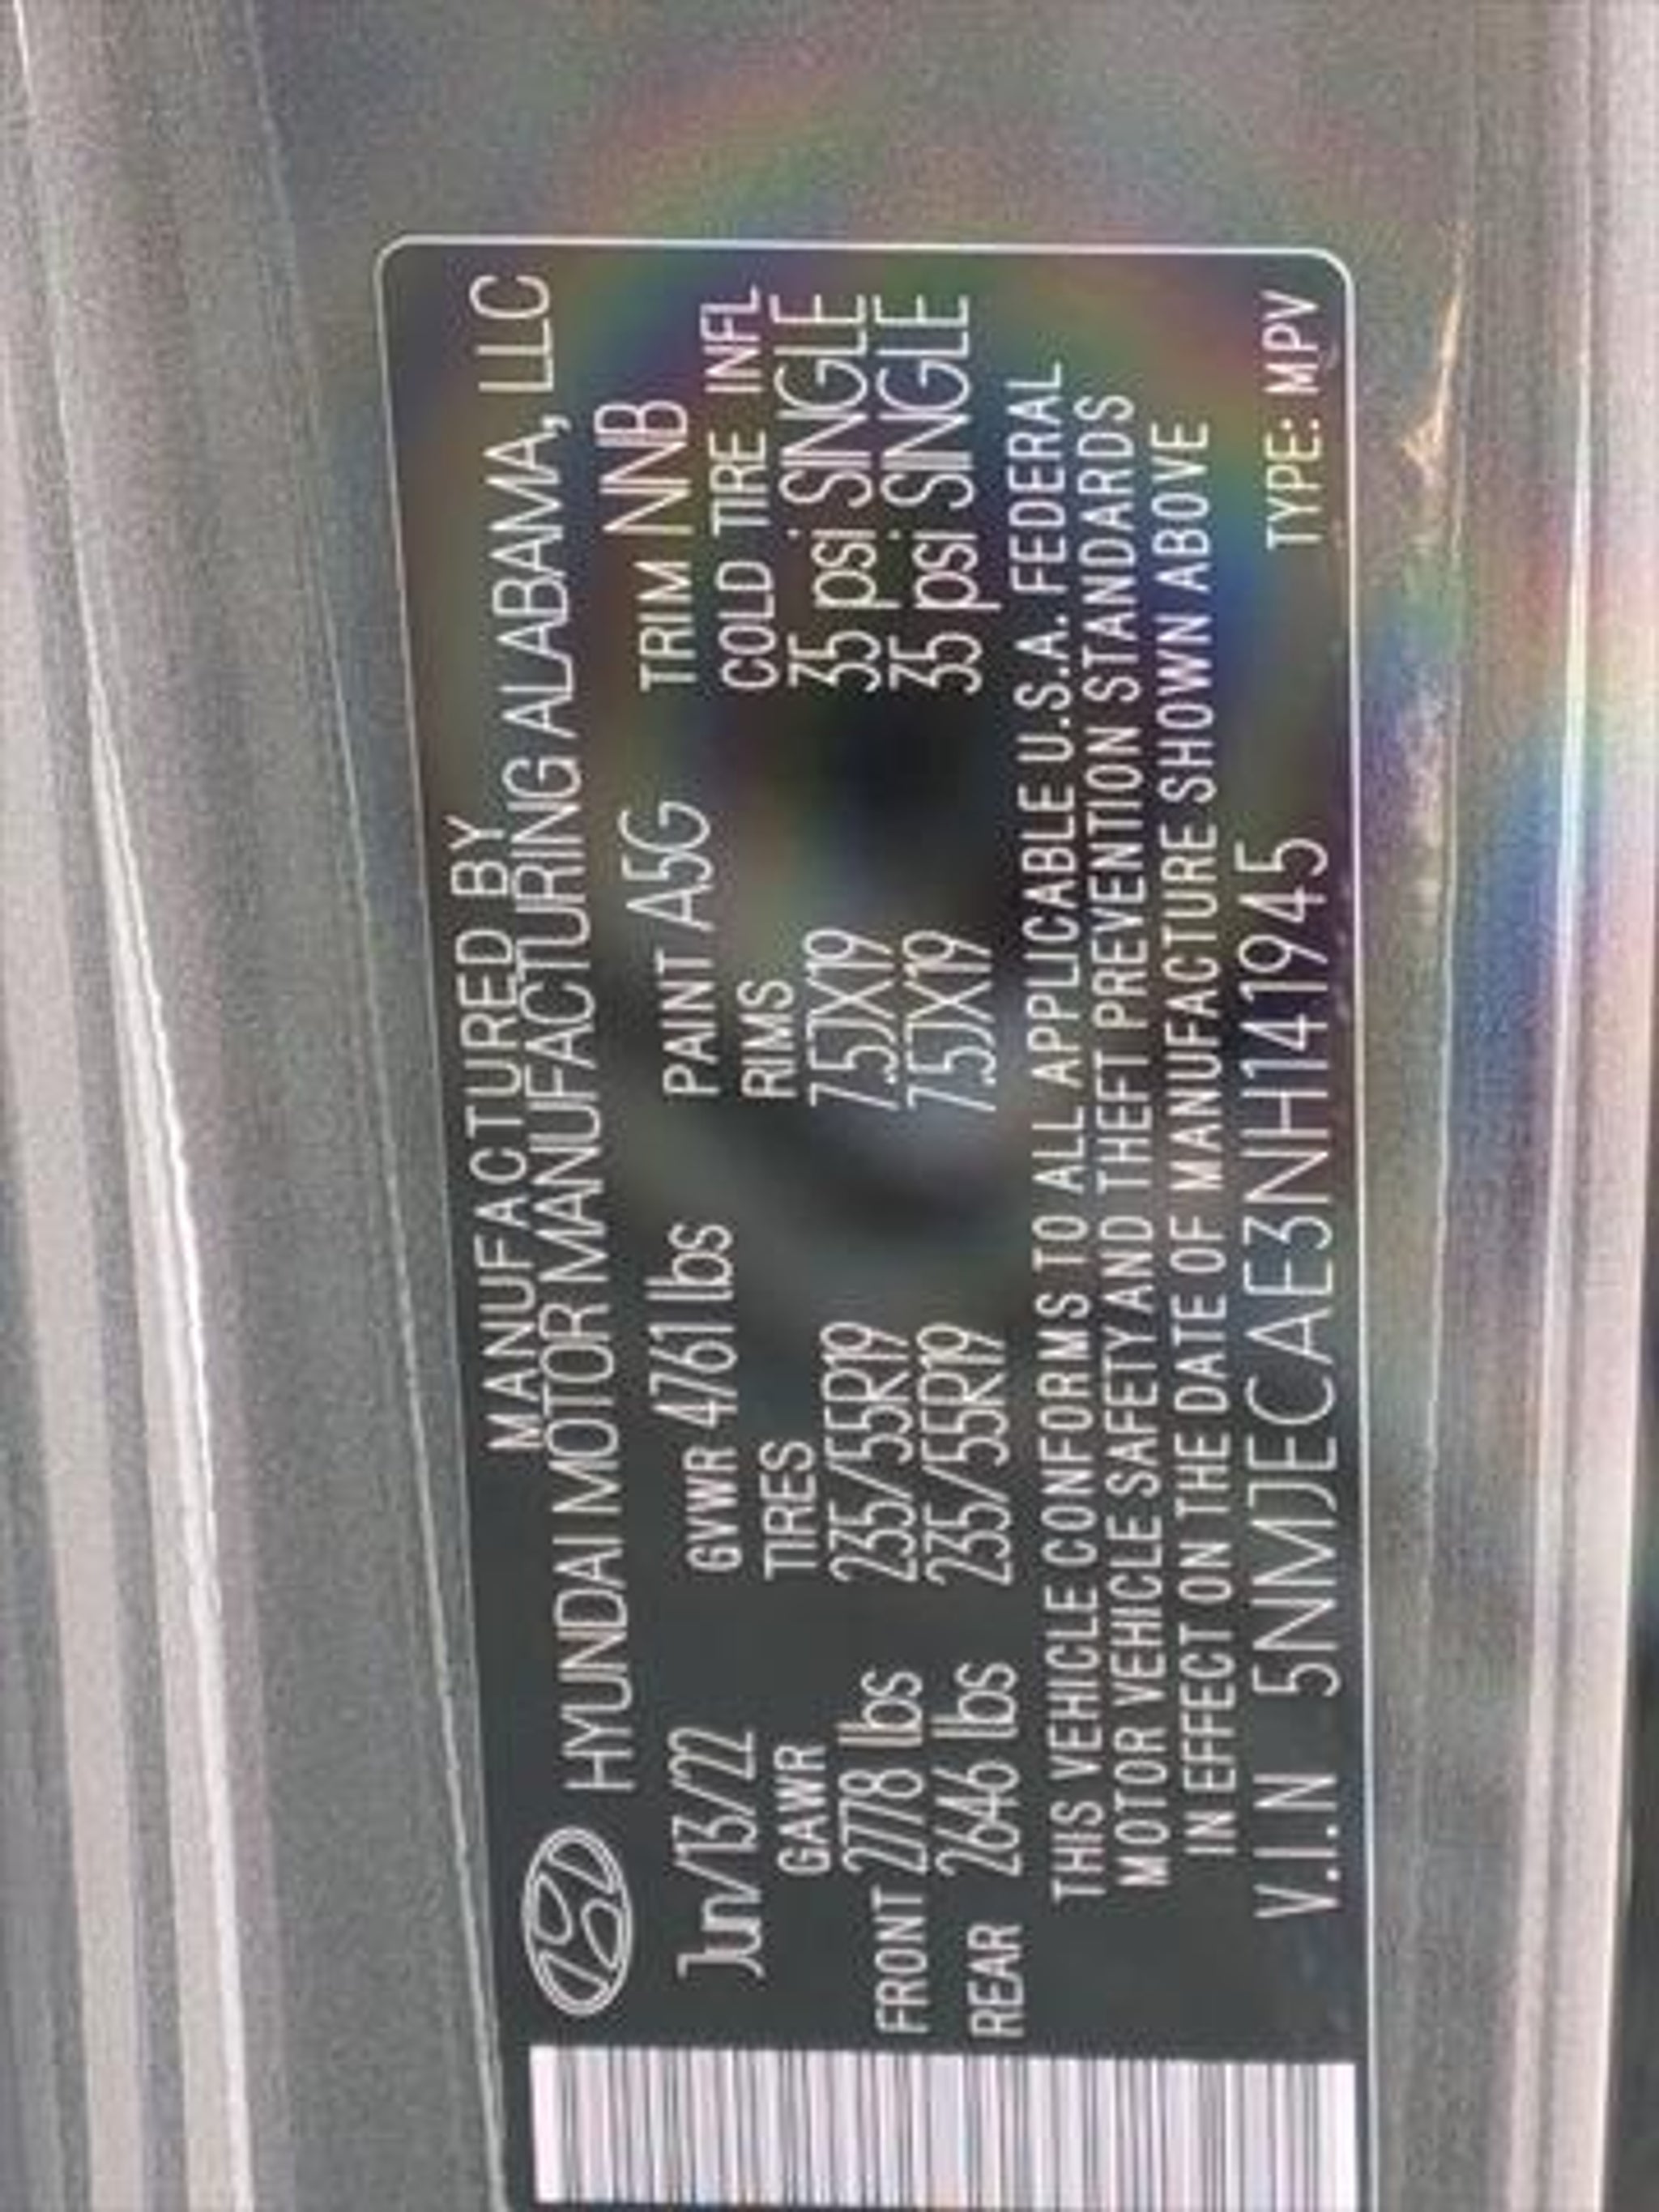 MANUFACTURED BY
HYUNDAI MOTOR MANUFACTURING ALABAMA, LLC
Jun/13/22 GVWR 4761 lbs PAINT A5G TRIM NNB
GAWR TIRES RIMS COLD TIRE INFL
FRONT 2778 lbs 235/55R19 7.5JX19 35 psi SINGLE
REAR 2646 lbs 235/55R19 7.5JX19 35 psi SINGLE
THIS VEHICLE CONFORMS TO ALL APPLICABLE U.S.A. FEDERAL
MOTOR VEHICLE SAFETY AND THEFT PREVENTION STANDARDS
IN EFFECT ON THE DATE OF MANUFACTURE SHOWN ABOVE
V.I.N 5NMJECAE3NH141945 TYPE: MPV